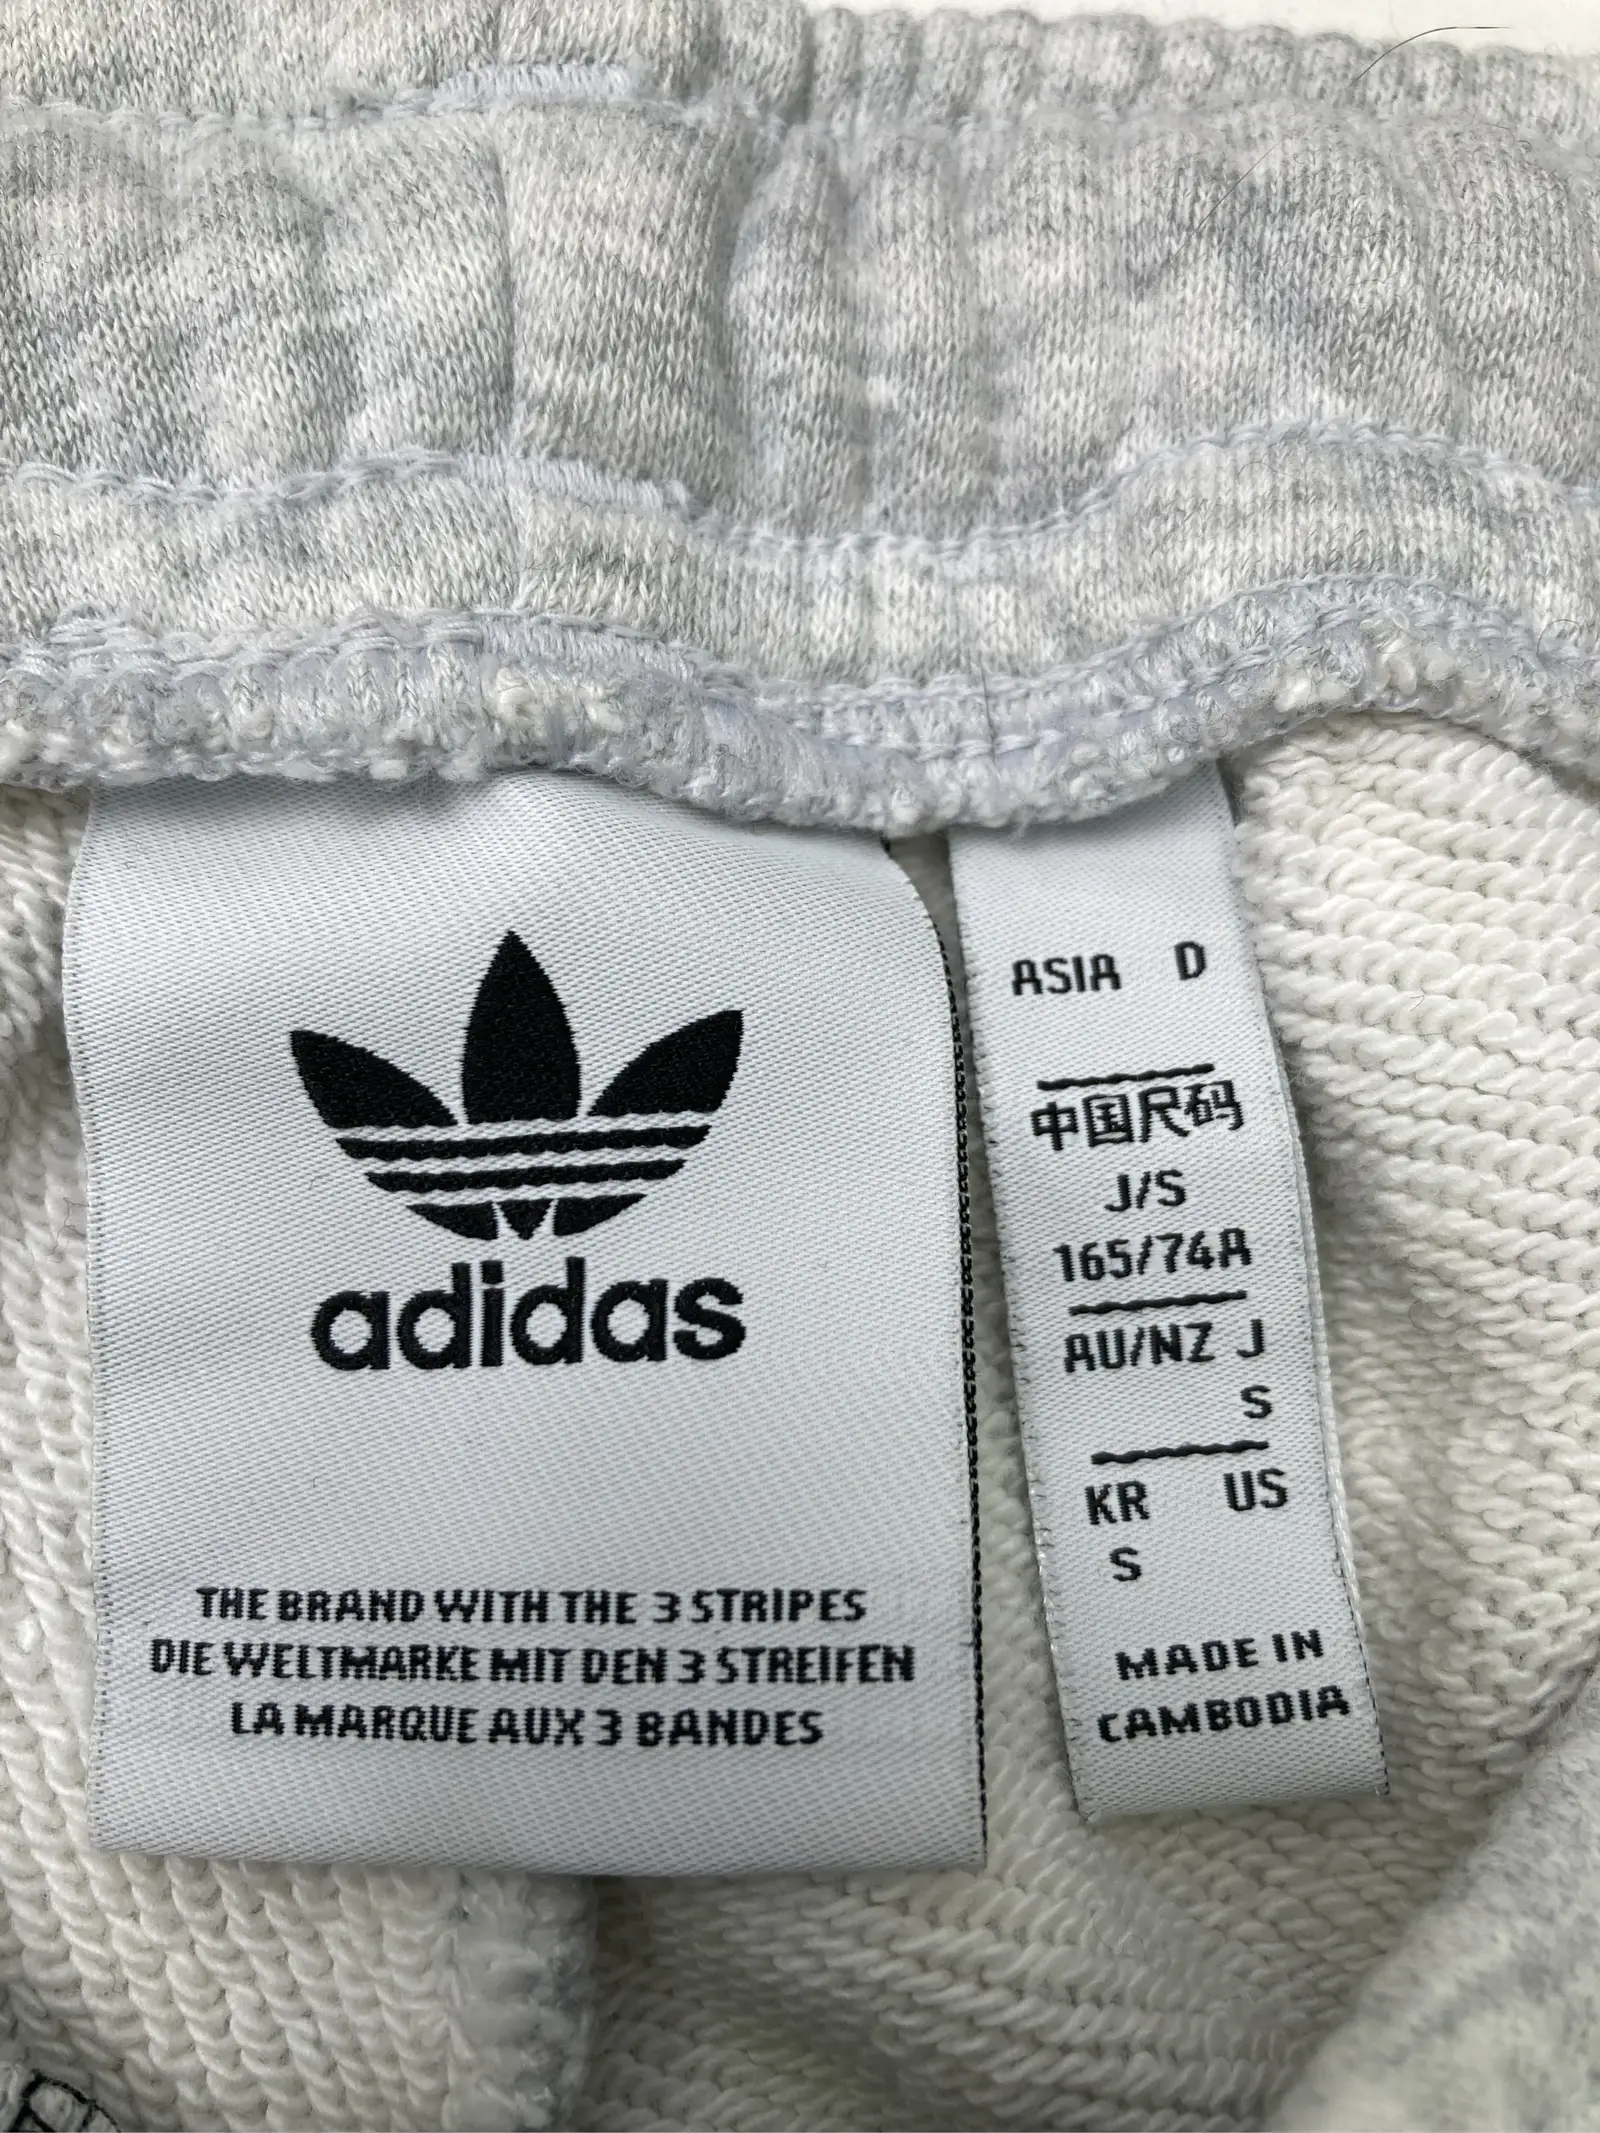 adidas
THE BRAND WITH THE 3 STRIPES
DIE WELTMARKE MIT DEN 3 STREIFEN
LA MARQUE AUX 3 BANDES
ASIA D
中国尺码
J/S
165/74A
AU/NZ J
S
KR US
S
MADE IN
CAMBODIA